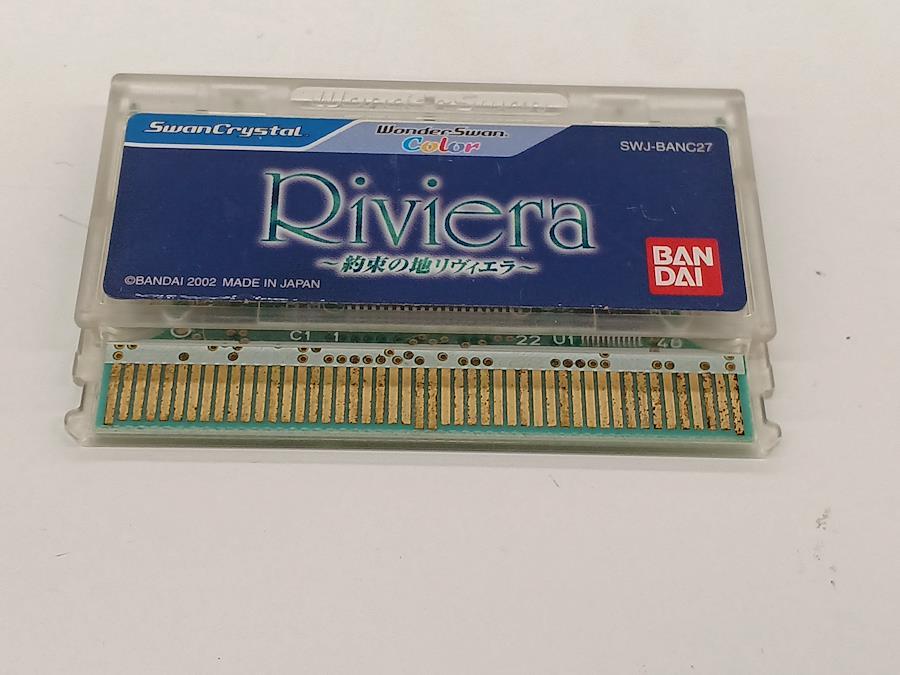 WonderSwan
SwanCrystal
WonderSwan
Color
SWJ-BANC27
Riviera
～約束の地リヴィエラ～
BAN
DAI
©BANDAI 2002 MADE IN JAPAN
C1 1 22 U1 48